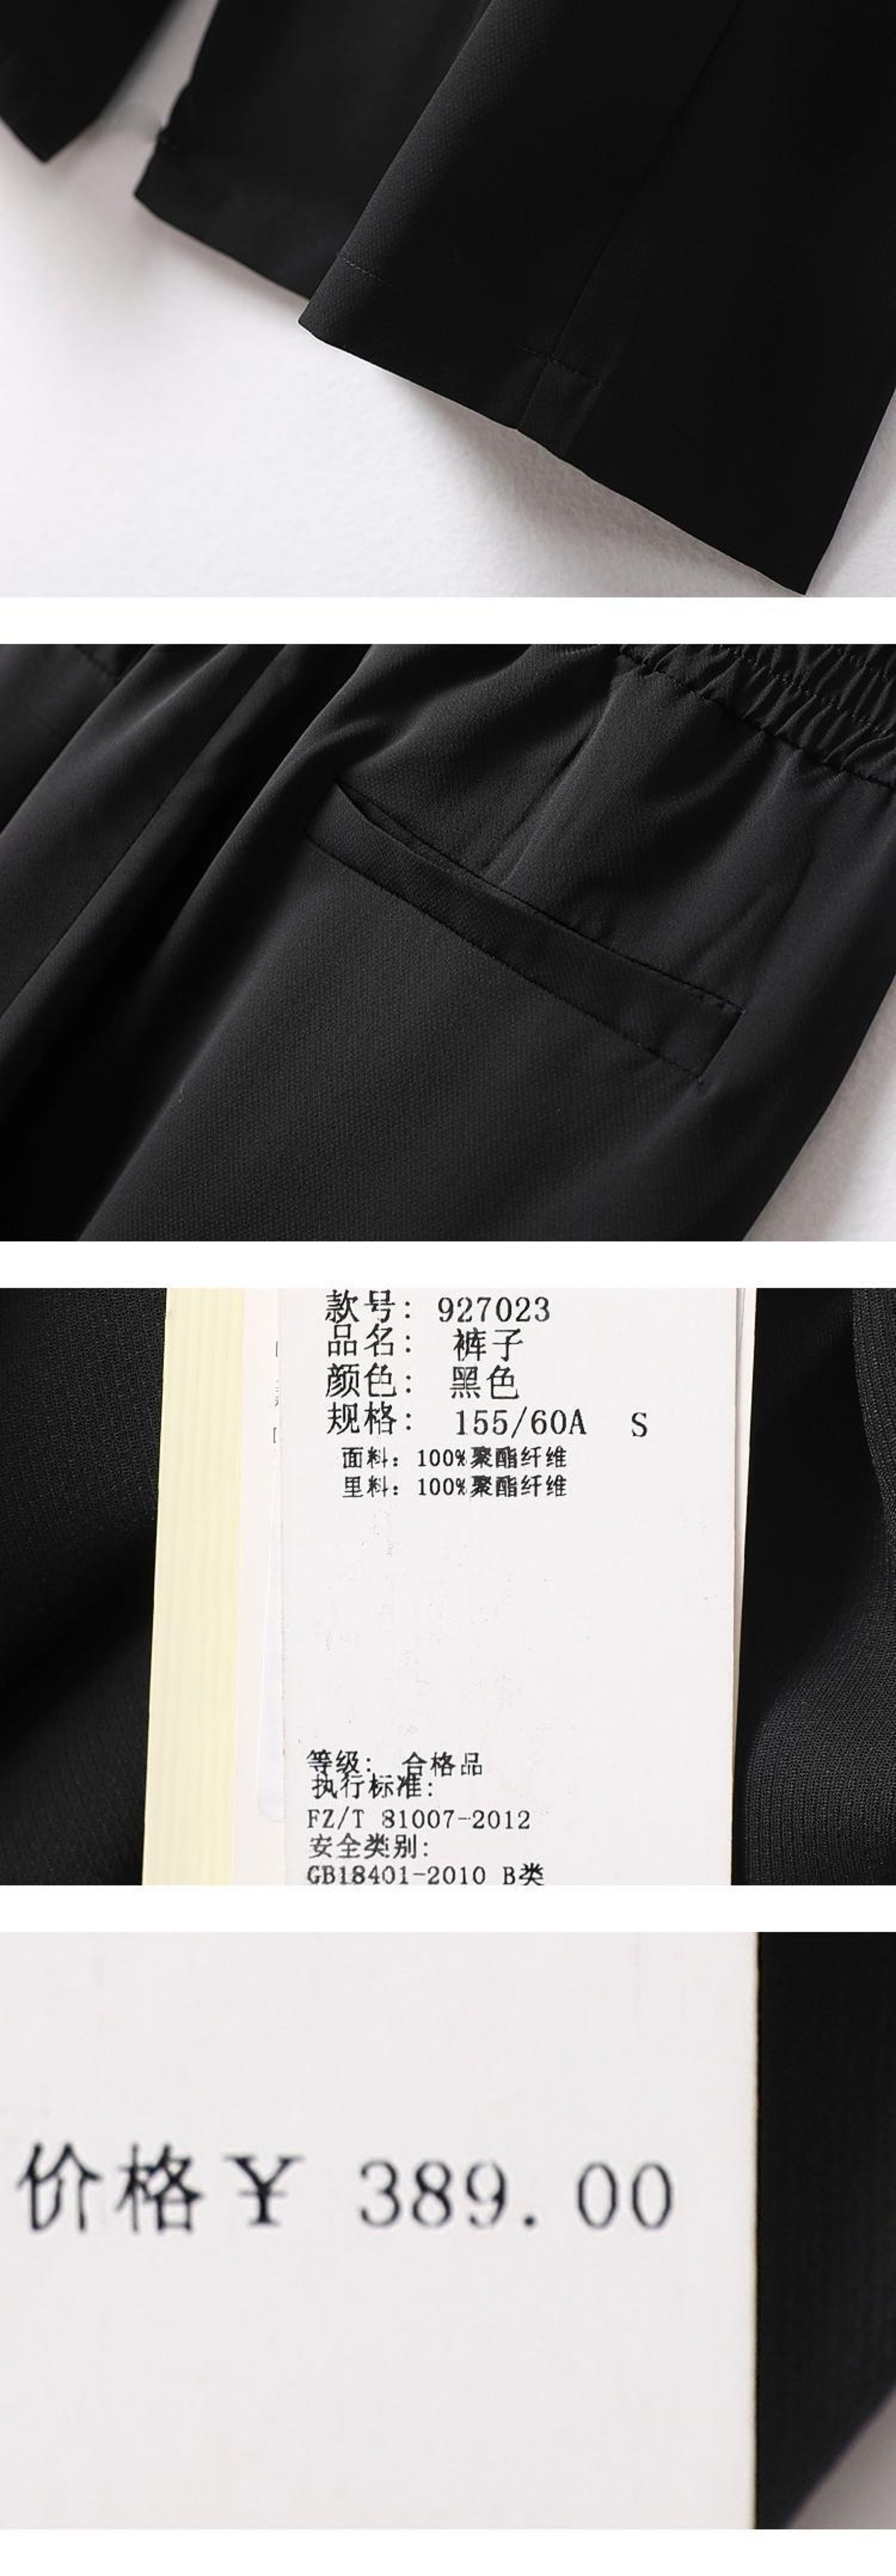 款号: 927023
品名: 裤子
颜色: 黑色
规格: 155/60A S
面料: 100%聚酯纤维
里料: 100%聚酯纤维
等级: 合格品
执行标准:
FZ/T 81007-2012
安全类别:
GB18401-2010 B类
价格¥ 389.00